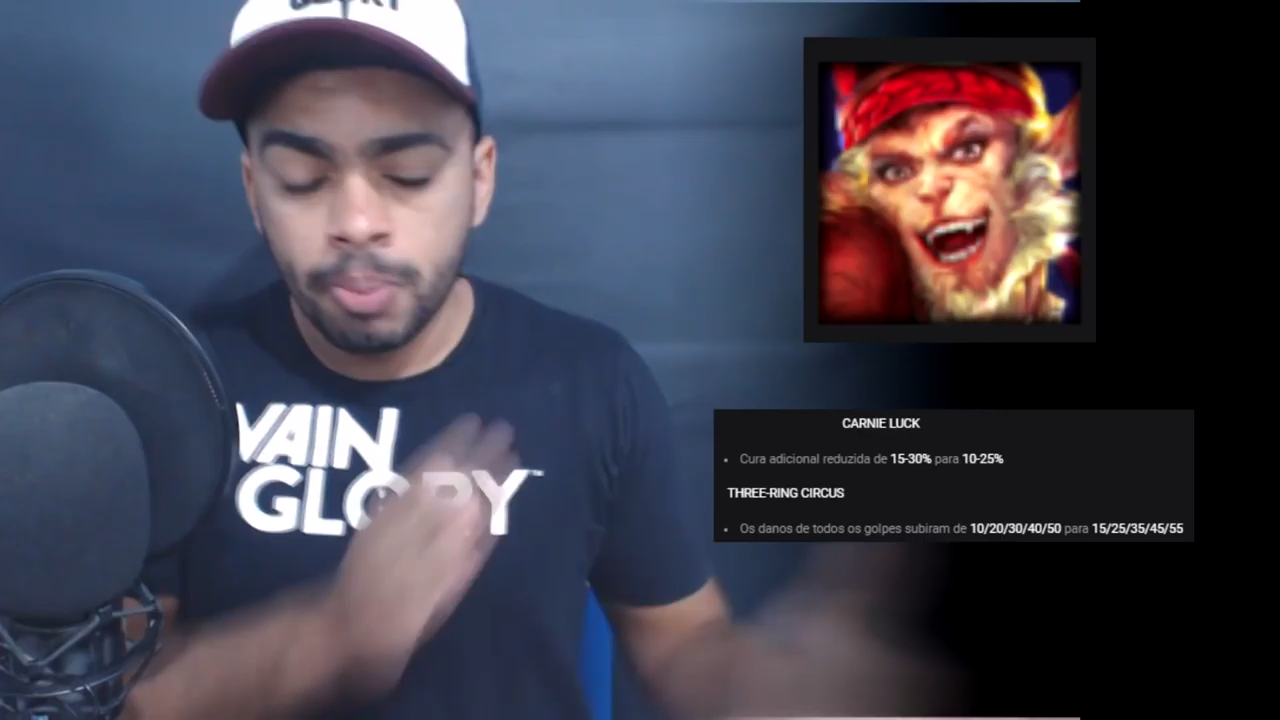 VAIN
GLORY
CARNIE LUCK
• Cura adicional reduzida de 15-30% para 10-25%
THREE-RING CIRCUS
• Os danos de todos os golpes subiram de 10/20/30/40/50 para 15/25/35/45/55